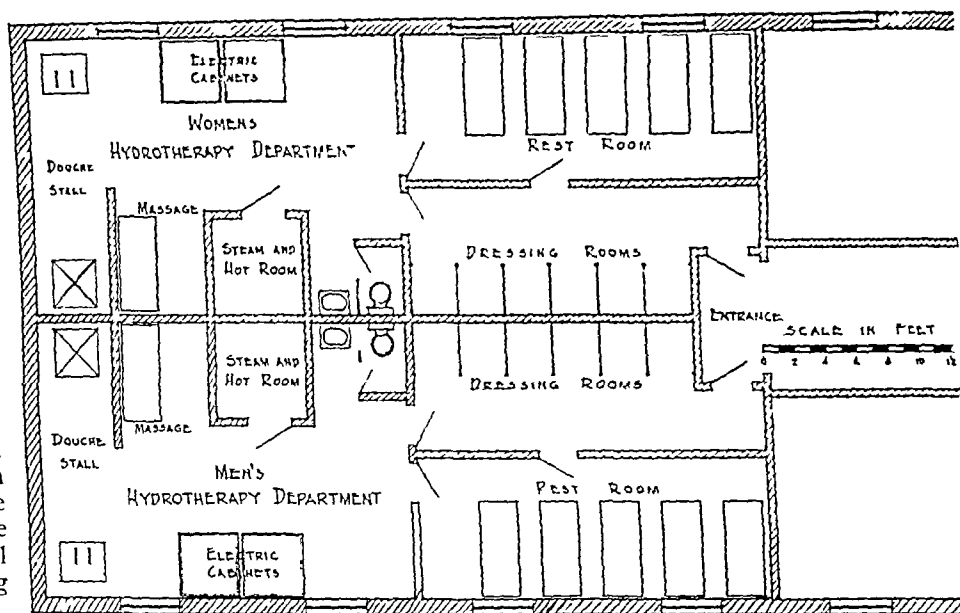 ELECTRIC
CABINETS
WOMENS
HYDROTHERAPY DEPARTMENT
REST ROOM
DOUCHE
STALL
MASSAGE
STEAM AND
HOT ROOM
DRESSING ROOMS
ENTRANCE
SCALE IN FEET
0 2 4 6 8 10 12
STEAM AND
HOT ROOM
DRESSING ROOMS
MASSAGE
DOUCHE
STALL
MEN'S
HYDROTHERAPY DEPARTMENT
REST ROOM
ELECTRIC
CABINETS